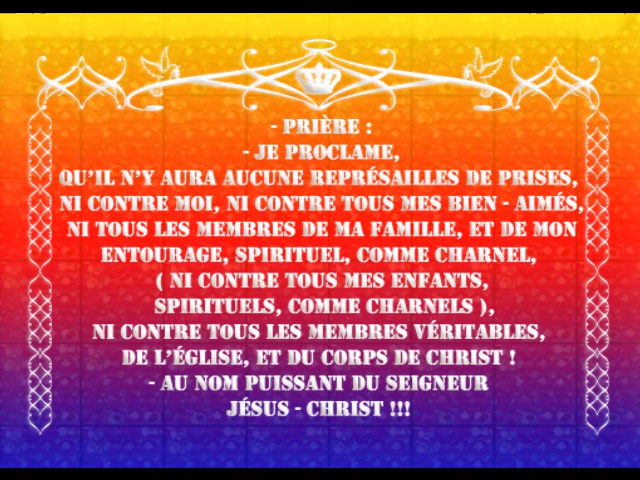 - PRIÈRE :
- JE PROCLAME,
QU'IL N'Y AURA AUCUNE REPRÉSAILLES DE PRISES,
NI CONTRE MOI, NI CONTRE TOUS MES BIEN - AIMÉS,
NI TOUS LES MEMBRES DE MA FAMILLE, ET DE MON
ENTOURAGE, SPIRITUEL, COMME CHARNEL,
( NI CONTRE TOUS MES ENFANTS,
SPIRITUELS, COMME CHARNELS ),
NI CONTRE TOUS LES MEMBRES VÉRITABLES,
DE L'ÉGLISE, ET DU CORPS DE CHRIST !
- AU NOM PUISSANT DU SEIGNEUR
JÉSUS - CHRIST !!!